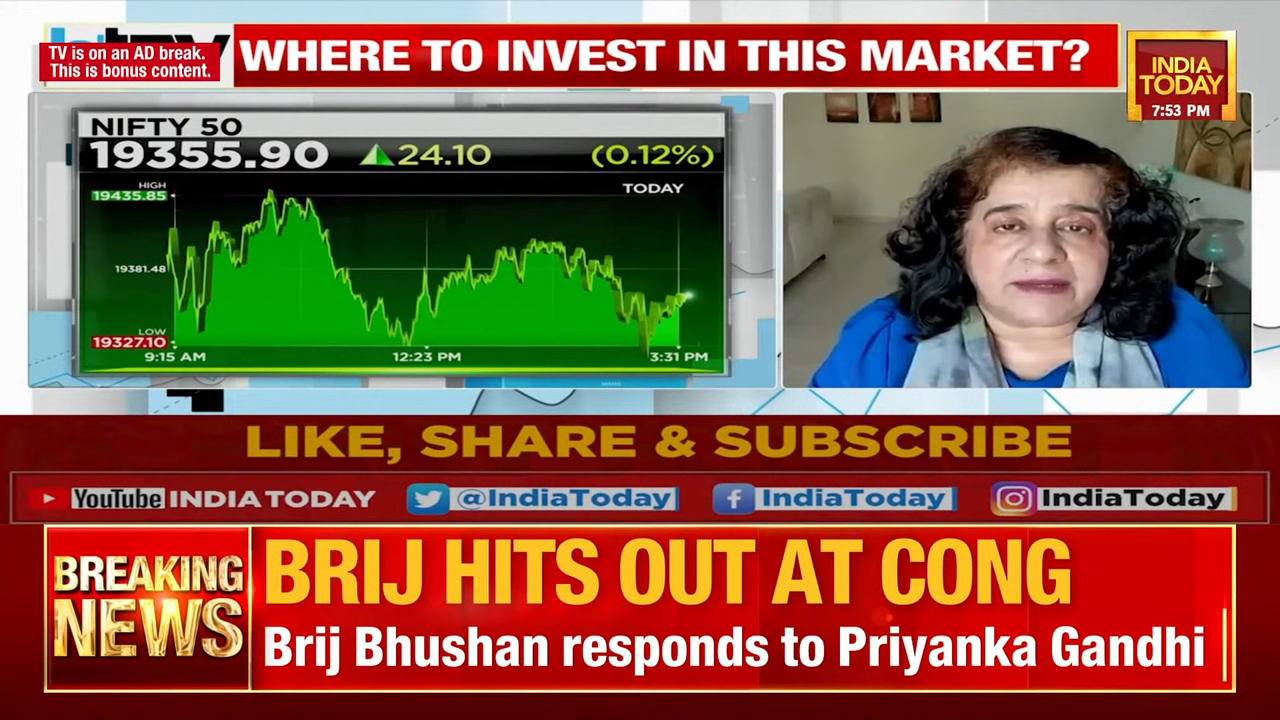 TV is on an AD break.
This is bonus content.
WHERE TO INVEST IN THIS MARKET?
INDIA
TODAY
7:53 PM
NIFTY 50
19355.90 24.10 (0.12%)
TODAY
HIGH
19435.85
19381.48
LOW
19327.10
9:15 AM 12:23 PM 3:31 PM
LIKE, SHARE & SUBSCRIBE
YouTube INDIA TODAY @IndiaToday IndiaToday IndiaToday
BREAKING
NEWS
BRIJ HITS OUT AT CONG
Brij Bhushan responds to Priyanka Gandhi